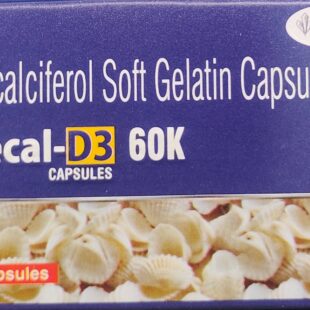 calciferol Soft Gelatin Capsu
ecal-D3 60K
CAPSULES
psules